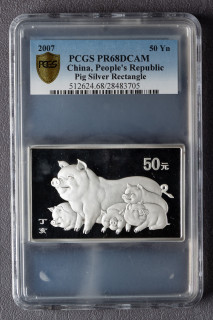 2007 50 Yn
PCGS PR68DCAM
China, People's Republic
Pig Silver Rectangle
512624.68/28483705
PCGS
50元
丁亥